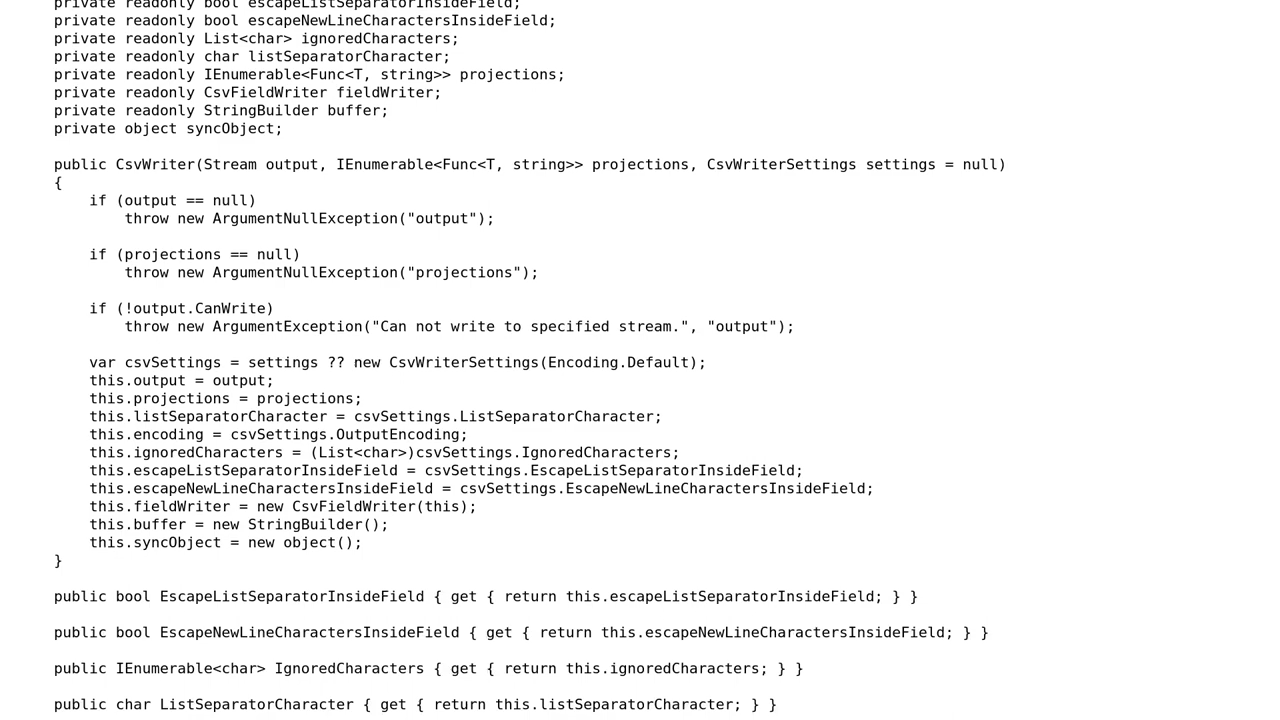 private readonly bool escapeListSeparatorInsideField;
private readonly bool escapeNewLineCharactersInsideField;
private readonly List<char> ignoredCharacters;
private readonly char listSeparatorCharacter;
private readonly IEnumerable<Func<T, string>> projections;
private readonly CsvFieldWriter fieldWriter;
private readonly StringBuilder buffer;
private object syncObject;
public CsvWriter(Stream output, IEnumerable<Func<T, string>> projections, CsvWriterSettings settings = null)
{
if (output == null)
throw new ArgumentNullException("output");
if (projections == null)
throw new ArgumentNullException("projections");
if (!output.CanWrite)
throw new ArgumentException("Can not write to specified stream.", "output");
var csvSettings = settings ?? new CsvWriterSettings(Encoding.Default);
this.output = output;
this.projections = projections;
this.listSeparatorCharacter = csvSettings.ListSeparatorCharacter;
this.encoding = csvSettings.OutputEncoding;
this.ignoredCharacters = (List<char>)csvSettings.IgnoredCharacters;
this.escapeListSeparatorInsideField = csvSettings.EscapeListSeparatorInsideField;
this.escapeNewLineCharactersInsideField = csvSettings.EscapeNewLineCharactersInsideField;
this.fieldWriter = new CsvFieldWriter(this);
this.buffer = new StringBuilder();
this.syncObject = new object();
}
public bool EscapeListSeparatorInsideField { get { return this.escapeListSeparatorInsideField; } }
public bool EscapeNewLineCharactersInsideField { get { return this.escapeNewLineCharactersInsideField; } }
public IEnumerable<char> IgnoredCharacters { get { return this.ignoredCharacters; } }
public char ListSeparatorCharacter { get { return this.listSeparatorCharacter; } }